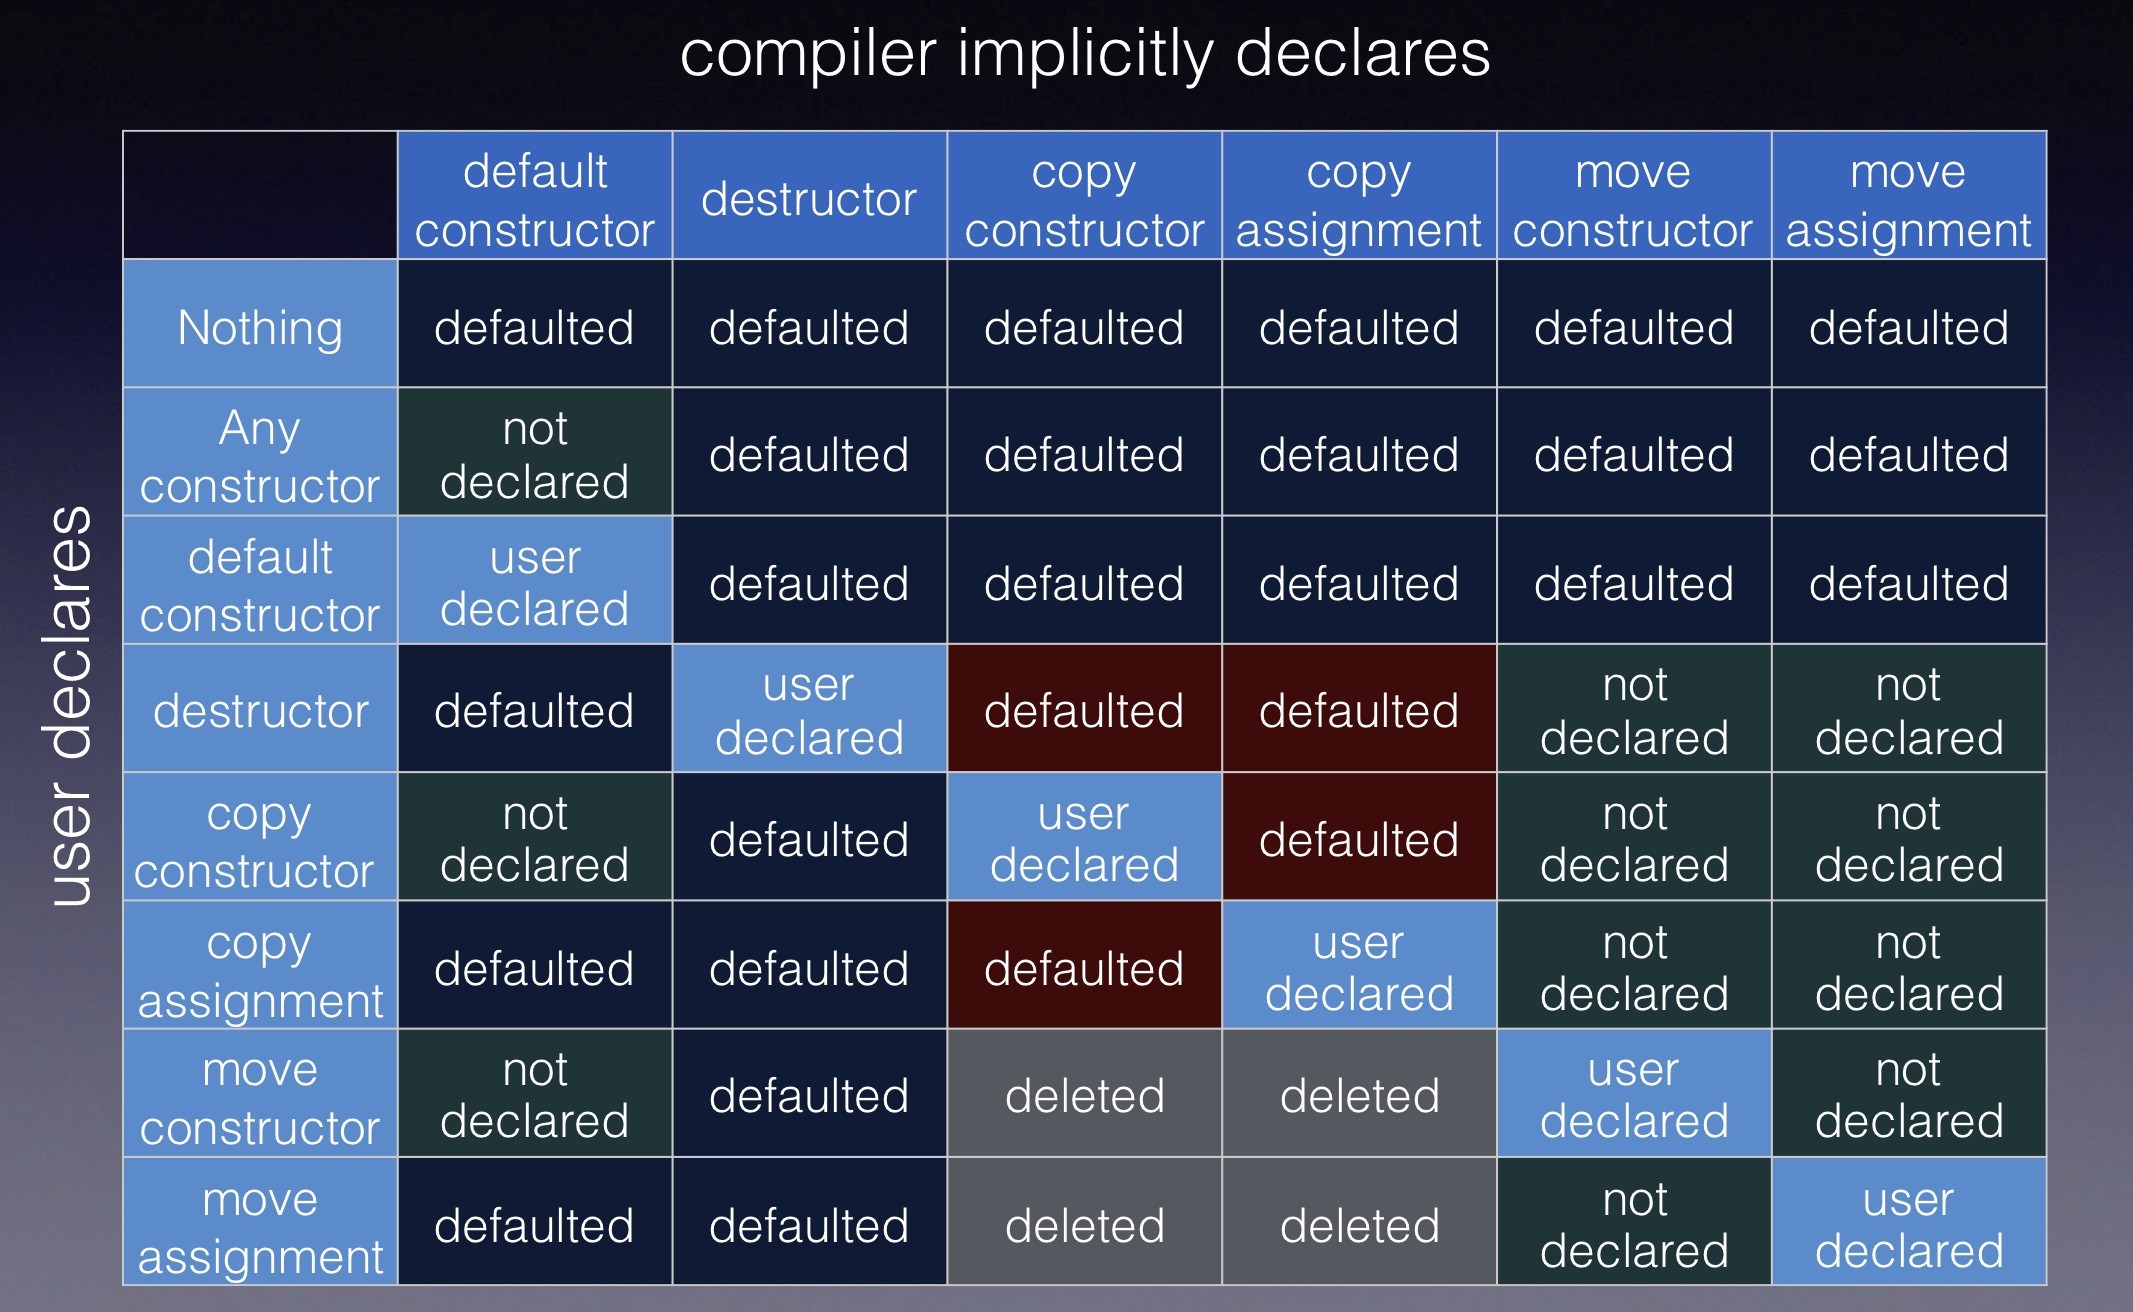 compiler implicitly declares
user declares
default
constructor
destructor
copy
constructor
copy
assignment
move
constructor
move
assignment
Nothing
defaulted
defaulted
defaulted
defaulted
defaulted
defaulted
Any
constructor
not
declared
defaulted
defaulted
defaulted
defaulted
defaulted
default
constructor
user
declared
defaulted
defaulted
defaulted
defaulted
defaulted
destructor
defaulted
user
declared
defaulted
defaulted
not
declared
not
declared
copy
constructor
not
declared
defaulted
user
declared
defaulted
not
declared
not
declared
copy
assignment
defaulted
defaulted
defaulted
user
declared
not
declared
not
declared
move
constructor
not
declared
defaulted
deleted
deleted
user
declared
not
declared
move
assignment
defaulted
defaulted
deleted
deleted
not
declared
user
declared